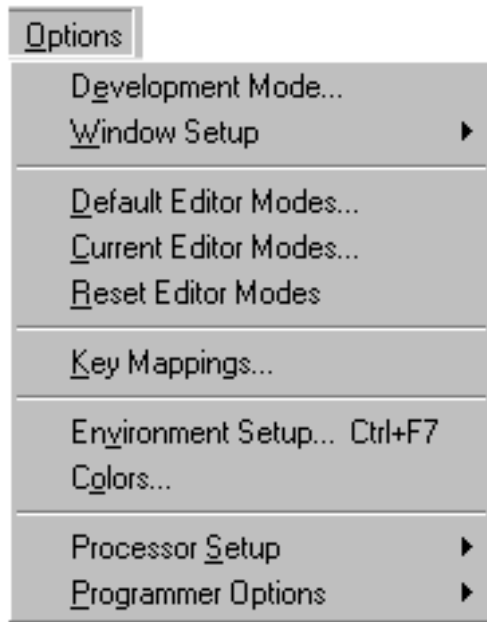 Options
Development Mode...
Window Setup
Default Editor Modes...
Current Editor Modes...
Reset Editor Modes
Key Mappings...
Environment Setup... Ctrl+F7
Colors...
Processor Setup
Programmer Options